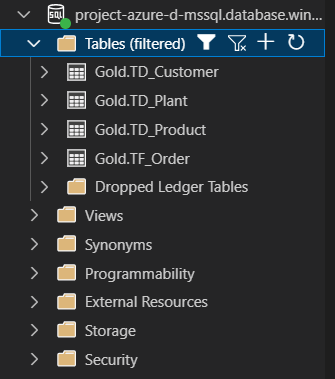 SQL project-azure-d-mssql.database.win...
Tables (filtered)
Gold.TD_Customer
Gold.TD_Plant
Gold.TD_Product
Gold.TF_Order
Dropped Ledger Tables
Views
Synonyms
Programmability
External Resources
Storage
Security